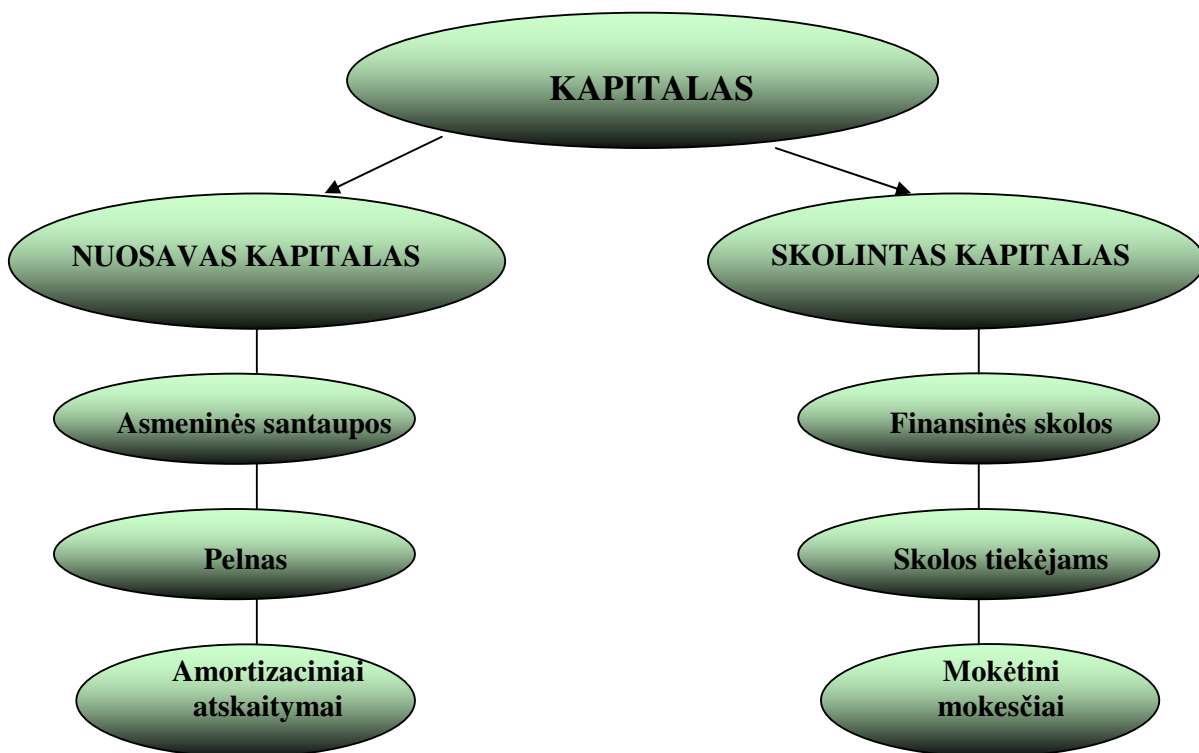 KAPITALAS
NUOSAVAS KAPITALAS
SKOLINTAS KAPITALAS
Asmeninės santaupos
Finansinės skolos
Pelnas
Skolos tiekėjams
Amortizaciniai
atskaitymai
Mokėtini
mokesčiai